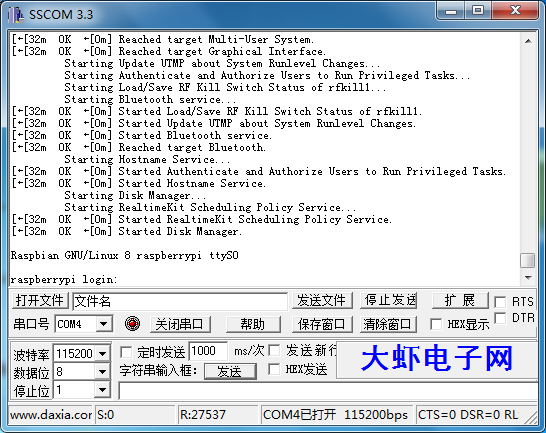 SSCOM 3.3
[←[32m  OK  ←[0m] Reached target Multi-User System.
[←[32m  OK  ←[0m] Reached target Graphical Interface.
Starting Update UTMP about System Runlevel Changes...
Starting Authenticate and Authorize Users to Run Privileged Tasks...
Starting Load/Save RF Kill Switch Status of rfkill1...
Starting Bluetooth service...
[←[32m  OK  ←[0m] Started Load/Save RF Kill Switch Status of rfkill1.
[←[32m  OK  ←[0m] Started Update UTMP about System Runlevel Changes.
[←[32m  OK  ←[0m] Started Bluetooth service.
[←[32m  OK  ←[0m] Reached target Bluetooth.
Starting Hostname Service...
[←[32m  OK  ←[0m] Started Authenticate and Authorize Users to Run Privileged Tasks.
[←[32m  OK  ←[0m] Started Hostname Service.
Starting Disk Manager...
Starting RealtimeKit Scheduling Policy Service...
[←[32m  OK  ←[0m] Started RealtimeKit Scheduling Policy Service.
[←[32m  OK  ←[0m] Started Disk Manager.
Raspbian GNU/Linux 8 raspberrypi ttyS0
raspberrypi login:
打开文件 文件名 发送文件 停止发送 扩 展 RTS
DTR
串口号 COM4 关闭串口 帮助 保存窗口 清除窗口 HEX显示
波特率 115200 定时发送 1000 ms/次 发送新行 大虾电子网
数据位 8 字符串输入框: 发送 HEX发送
停止位 1
www.daxia S:0 R:27537 COM4已打开 115200bps CTS=0 DSR=0 RL